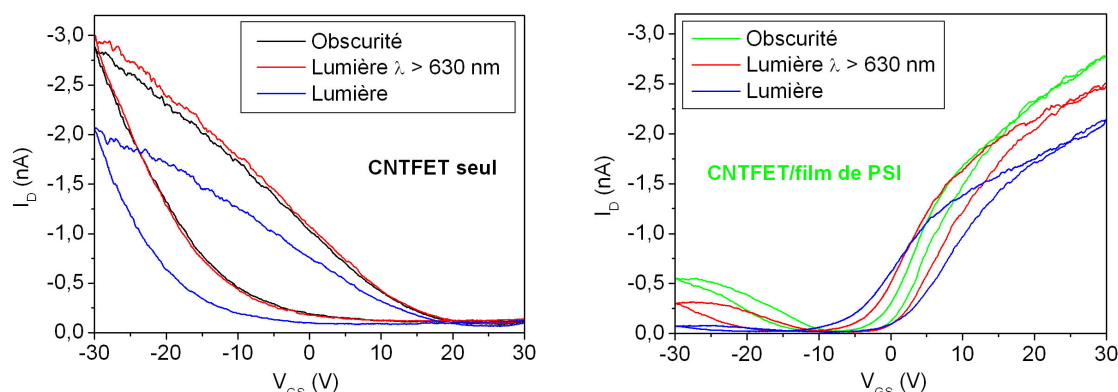 -3,0
-2,5
-2,0
-1,5
-1,0
-0,5
0,0
I_D (nA)
Obscurité
Lumière λ > 630 nm
Lumière
CNTFET seul
-30 -20 -10 0 10 20 30
V_GS (V)
-3,0
-2,5
-2,0
-1,5
-1,0
-0,5
0,0
I_D (nA)
Obscurité
Lumière λ > 630 nm
Lumière
CNTFET/film de PSI
-30 -20 -10 0 10 20 30
V_GS (V)